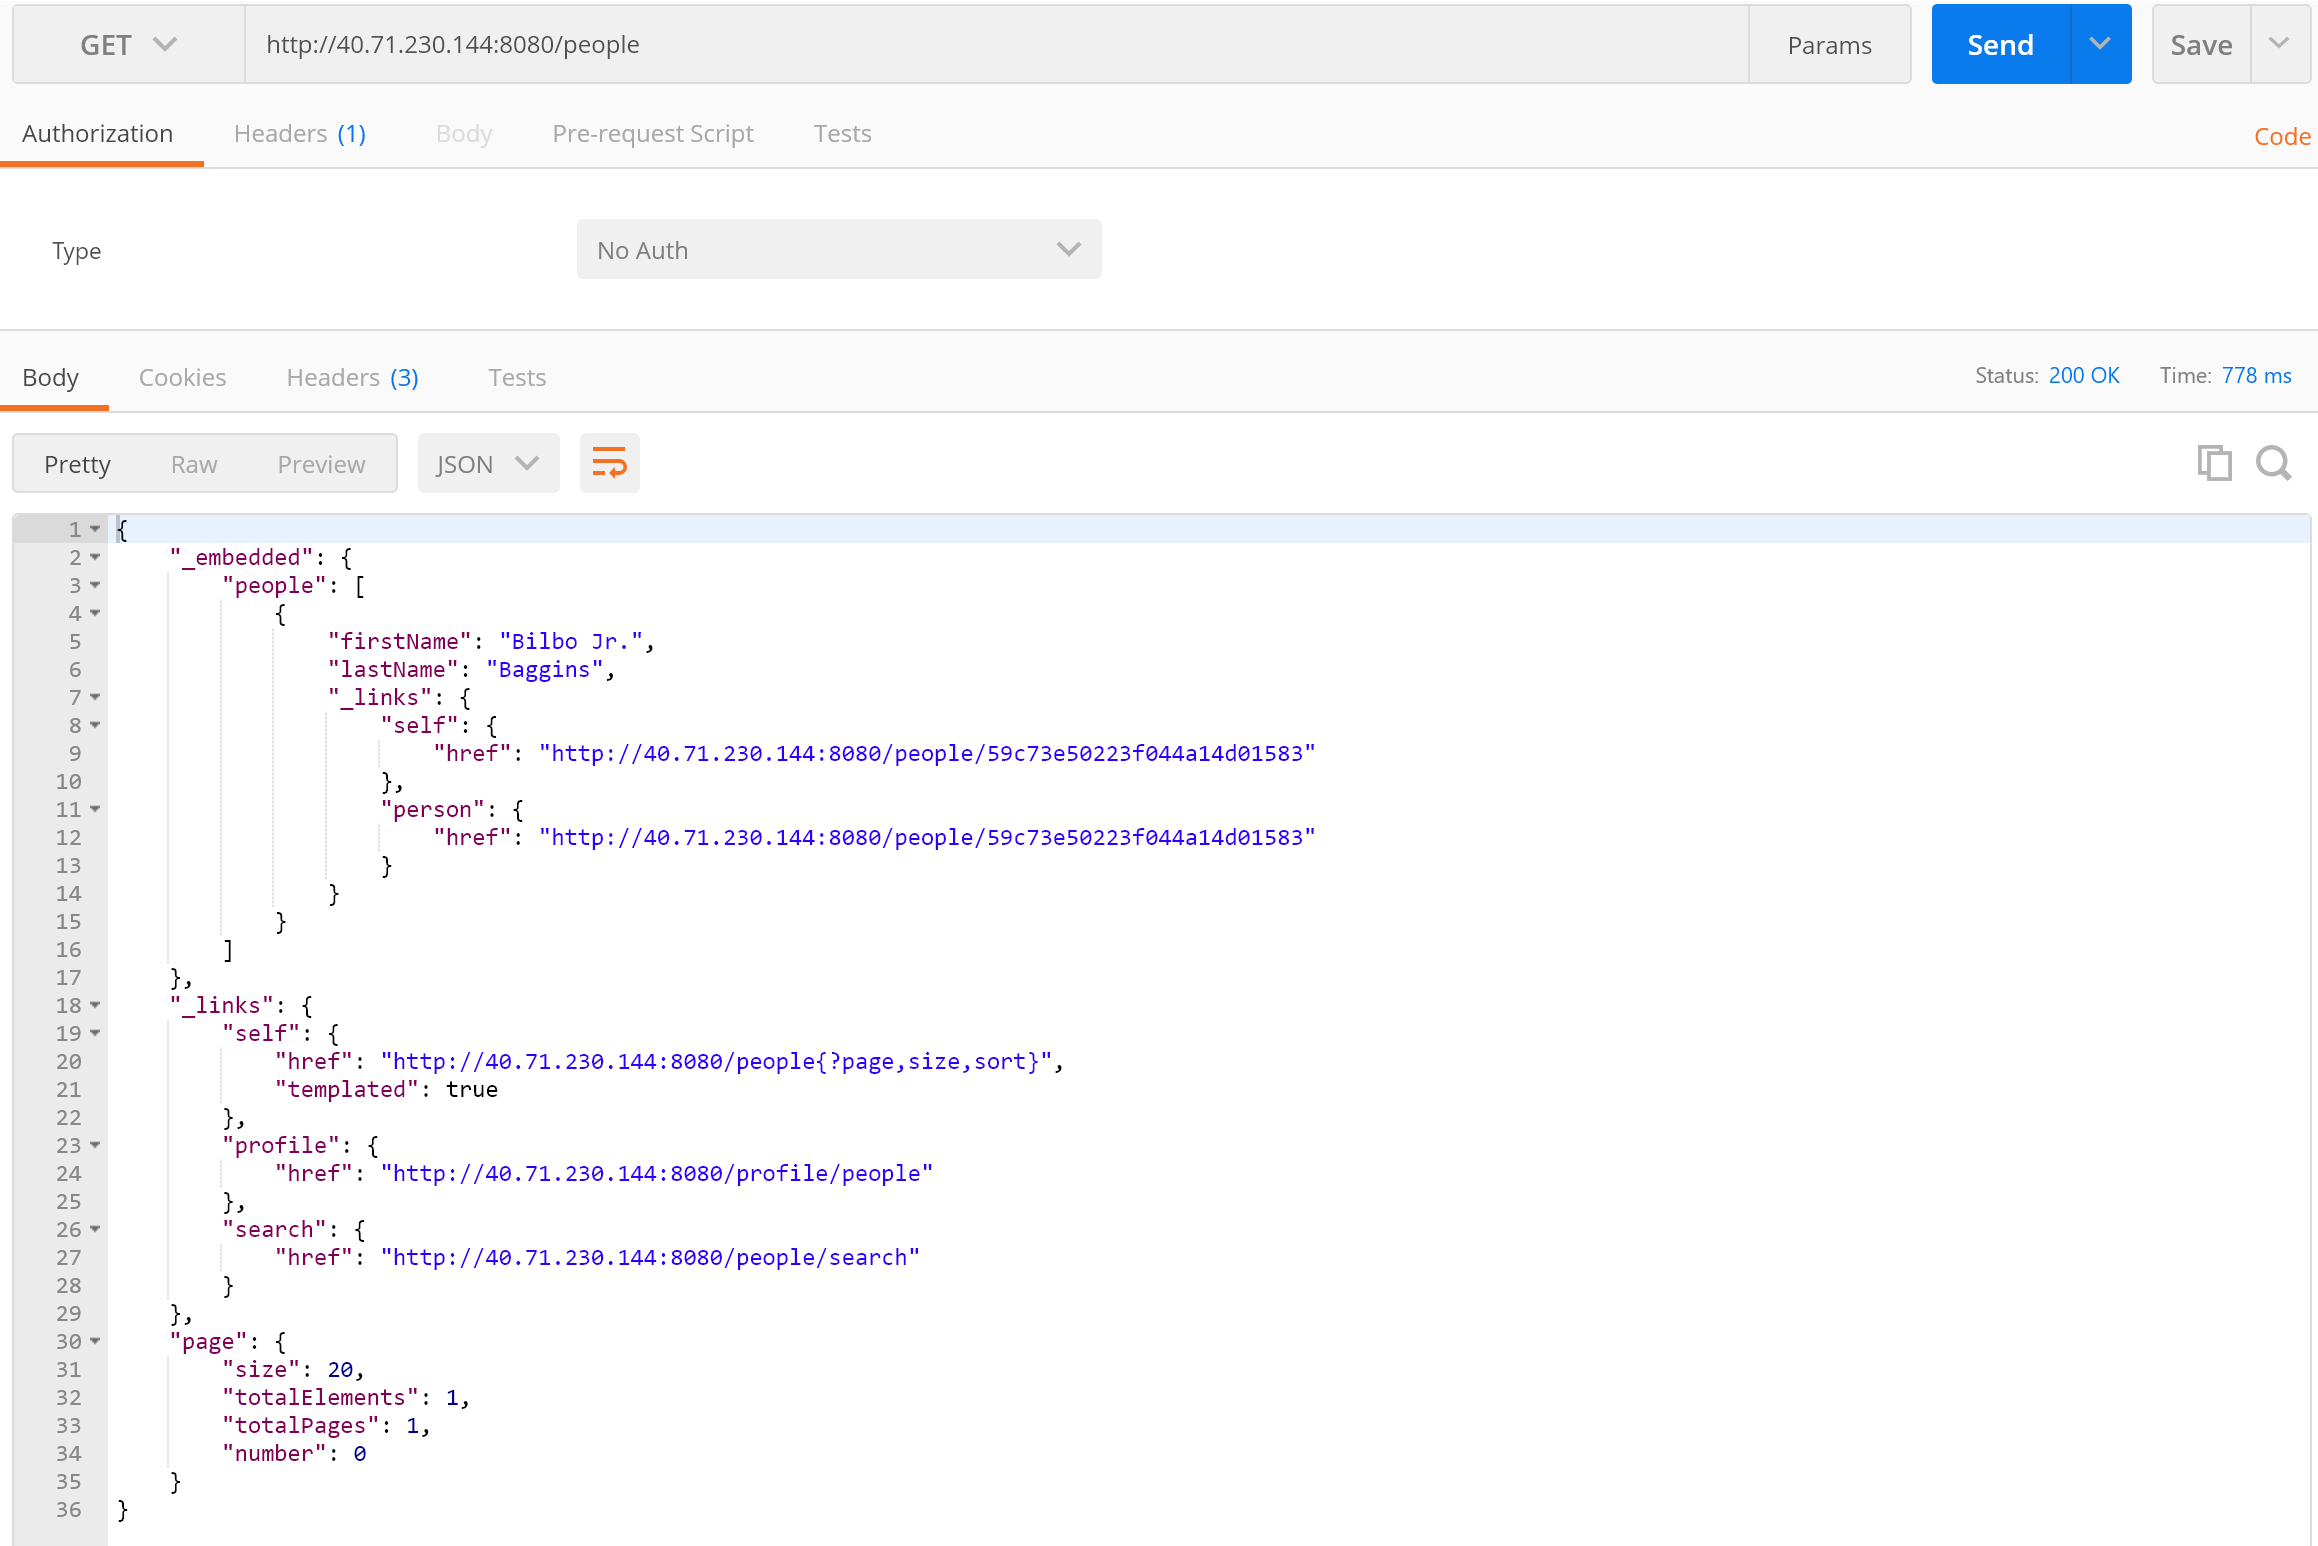 GET http://40.71.230.144:8080/people Params Send Save
Authorization Headers (1) Body Pre-request Script Tests Code
Type No Auth
Body Cookies Headers (3) Tests Status: 200 OK Time: 778 ms
Pretty Raw Preview JSON
1 {
2 "_embedded": {
3 "people": [
4 {
5 "firstName": "Bilbo Jr.",
6 "lastName": "Baggins",
7 "_links": {
8 "self": {
9 "href": "http://40.71.230.144:8080/people/59c73e50223f044a14d01583"
10 },
11 "person": {
12 "href": "http://40.71.230.144:8080/people/59c73e50223f044a14d01583"
13 }
14 }
15 }
16 ]
17 },
18 "_links": {
19 "self": {
20 "href": "http://40.71.230.144:8080/people{?page,size,sort}",
21 "templated": true
22 },
23 "profile": {
24 "href": "http://40.71.230.144:8080/profile/people"
25 },
26 "search": {
27 "href": "http://40.71.230.144:8080/people/search"
28 }
29 },
30 "page": {
31 "size": 20,
32 "totalElements": 1,
33 "totalPages": 1,
34 "number": 0
35 }
36 }